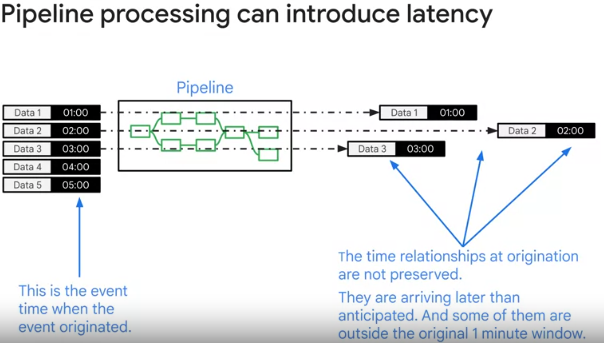 Pipeline processing can introduce latency
Pipeline
Data 1 01:00
Data 2 02:00
Data 3 03:00
Data 4 04:00
Data 5 05:00
Data 1 01:00
Data 2 02:00
Data 3 03:00
This is the event
time when the
event originated.
The time relationships at origination
are not preserved.
They are arriving later than
anticipated. And some of them are
outside the original 1 minute window.